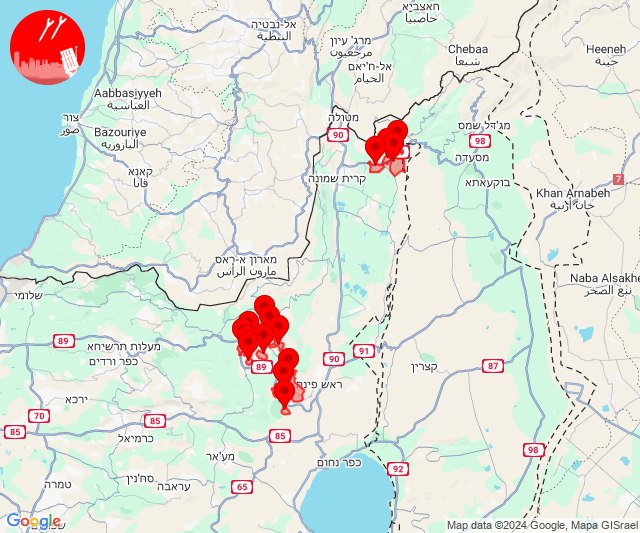 חאצביא
حاصبيا
אל-נבטיה
النبطية
מרג' עיון
مرجعيون
אל-ח'יאם
الخيام
Chebaa
شبعا
Heeneh
حينة
Aabbasiyyeh
العباسية
צור
صور
Bazouriye
البازورية
מטולה
90
מג'דל שמס
98
מסעדה
קאנא
قانا
קרית שמונה
בוקעאתא
7
Khan Arnabeh
خان أرنبة
מארון א-ראס
مارون الرأس
Naba Alsakher
نبع الصخر
שלומי
89
מעלות תרשיחא
כפר ורדים
91
90
89
קצרין
87
ראש פינה
ירכא
70
85
85
כרמיאל
85
98
מע'אר
כפר נחום
92
סח'נין
עראבה
65
טמרה
Google
Map data ©2024 Google, Mapa GISrael